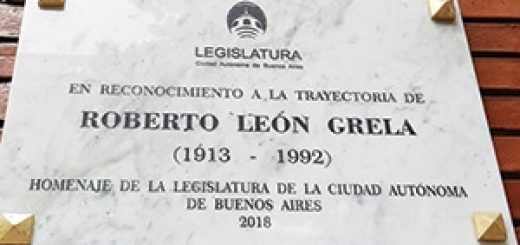 LEGISLATURA
Ciudad Autónoma de Buenos Aires
EN RECONOCIMIENTO A LA TRAYECTORIA DE
ROBERTO LEÓN GRELA
(1913 - 1992)
HOMENAJE DE LA LEGISLATURA DE LA CIUDAD AUTÓNOMA
DE BUENOS AIRES
2018